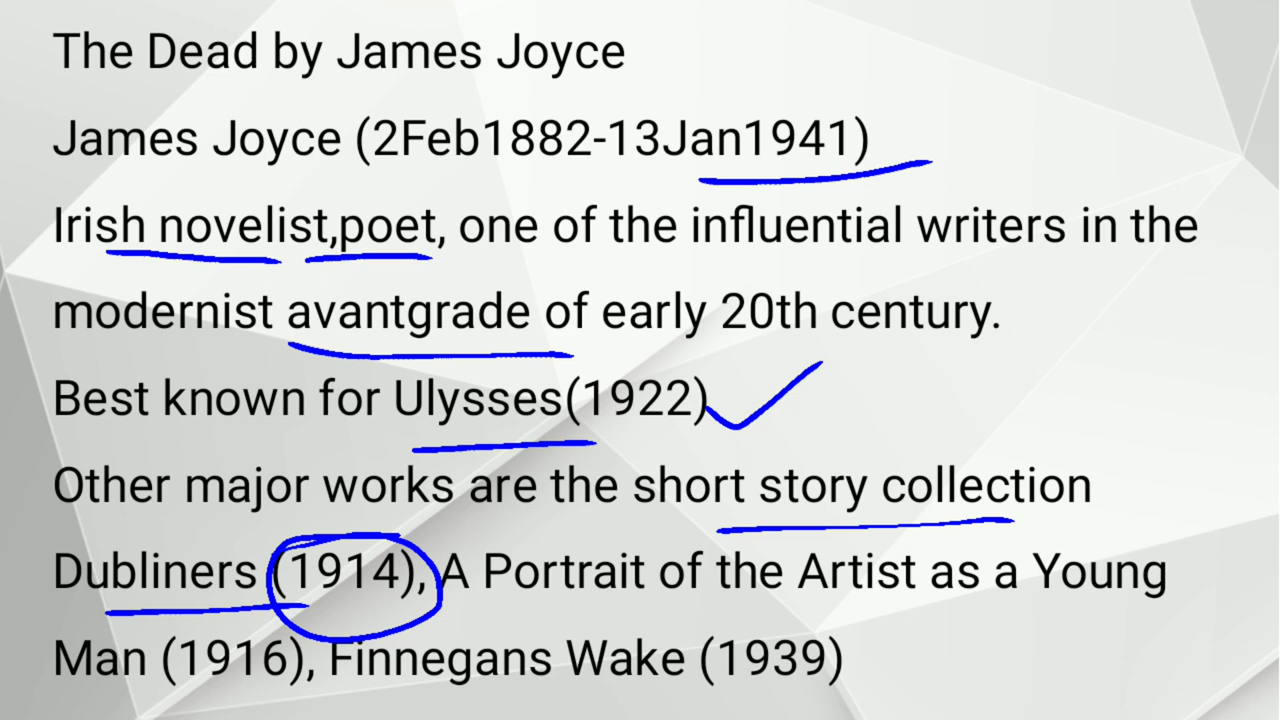 The Dead by James Joyce
James Joyce (2Feb1882-13Jan1941)
Irish novelist,poet, one of the influential writers in the
modernist avantgrade of early 20th century.
Best known for Ulysses(1922)
Other major works are the short story collection
Dubliners (1914), A Portrait of the Artist as a Young
Man (1916), Finnegans Wake (1939)